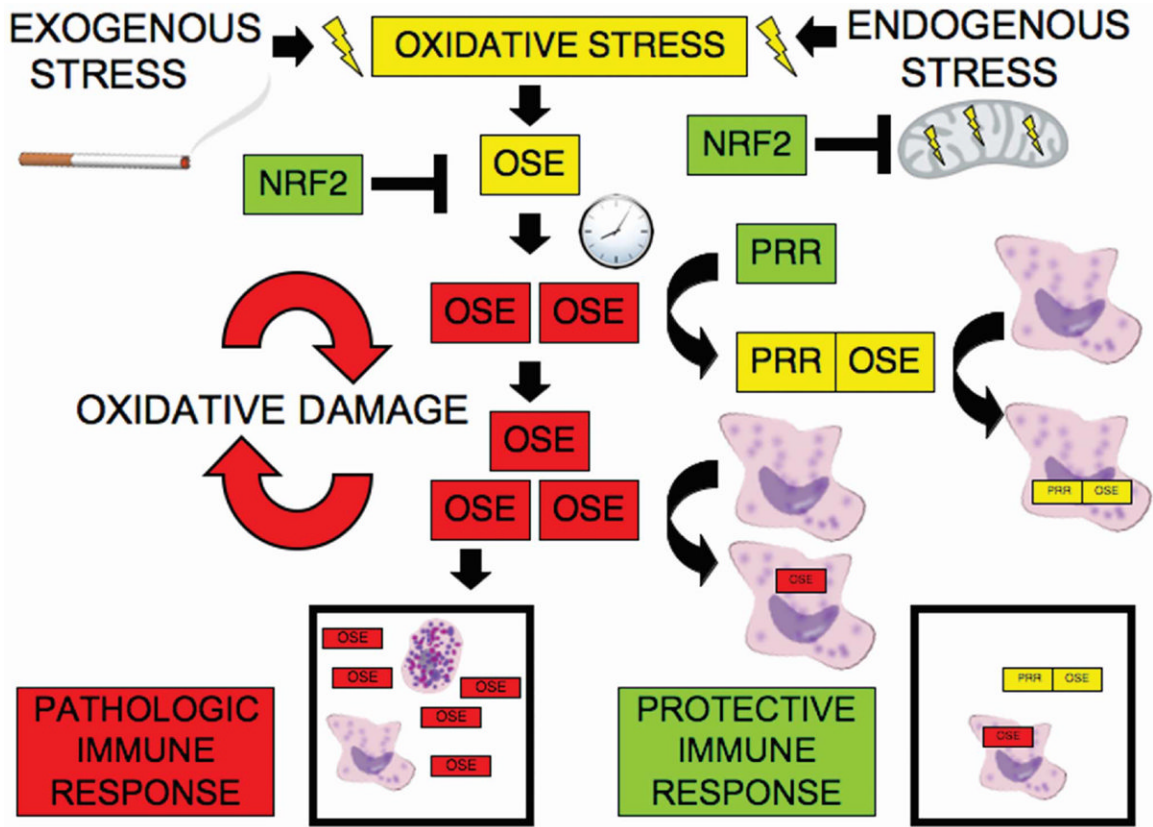 EXOGENOUS
STRESS
OXIDATIVE STRESS
ENDOGENOUS
STRESS
NRF2
OSE
NRF2
PRR
OSE OSE
PRR OSE
OXIDATIVE DAMAGE
OSE
PRR OSE
OSE OSE
OSE
OSE
OSE
OSE
OSE
OSE
PATHOLOGIC
IMMUNE
RESPONSE
PROTECTIVE
IMMUNE
RESPONSE
PRR OSE
OSE